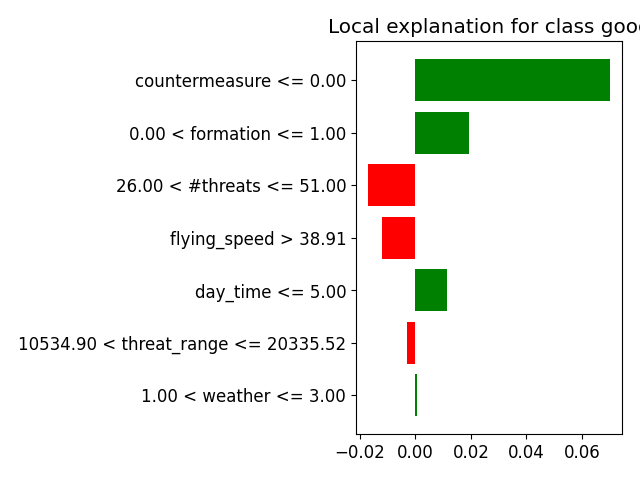 Local explanation for class good
countermeasure <= 0.00
0.00 < formation <= 1.00
26.00 < #threats <= 51.00
flying_speed > 38.91
day_time <= 5.00
10534.90 < threat_range <= 20335.52
1.00 < weather <= 3.00
−0.02 0.00 0.02 0.04 0.06